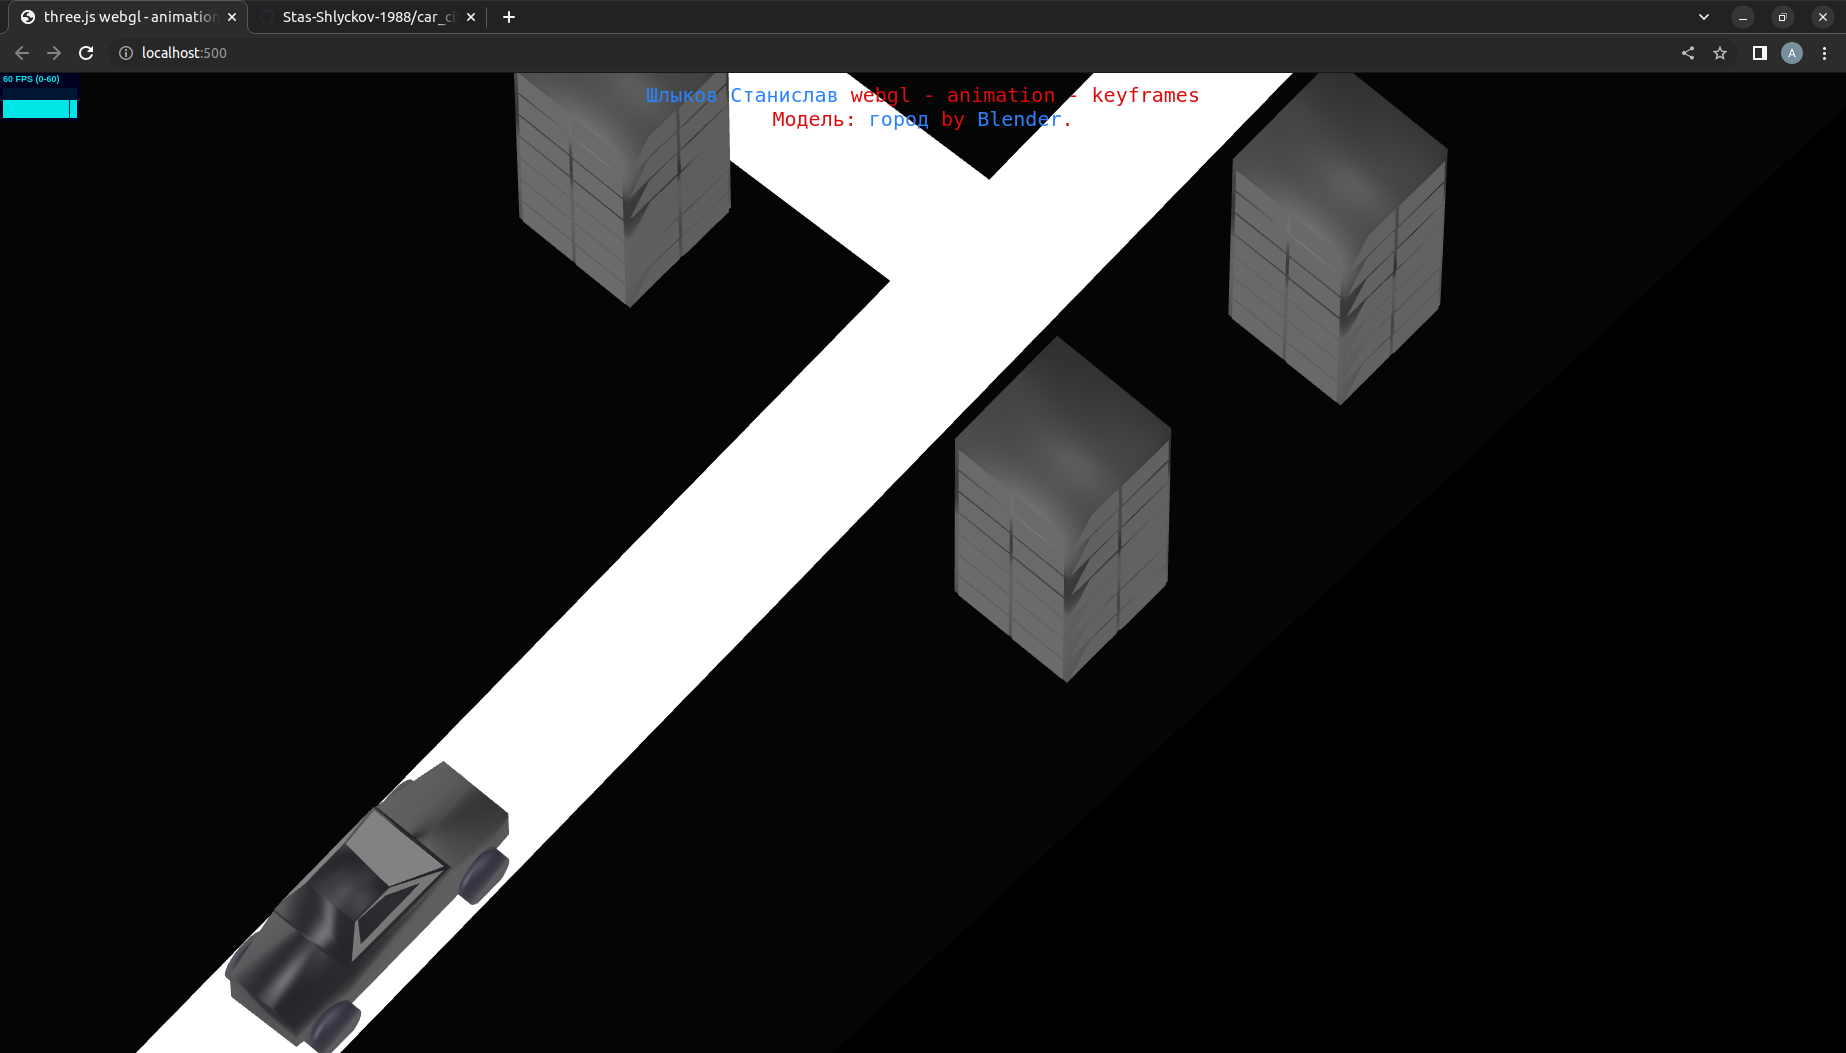 three.js webgl - animation
Stas-Shlyckov-1988/car_ci
localhost:500
A
60 FPS (0-60)
Шлыков Станислав webgl - animation - keyframes
Модель: город by Blender.